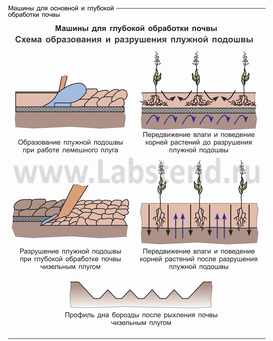 Машины для основной и глубокой
обработки почвы
Машины для глубокой обработки почвы
Схема образования и разрушения плужной подошвы
Образование плужной подошвы
при работе лемешного плуга
Передвижение влаги и поведение
корней растений до разрушения
плужной подошвы
www.Labstend.ru
Разрушение плужной подошвы
при глубокой обработке почвы
чизельным плугом
Передвижение влаги и поведение
корней растений после разрушения
плужной подошвы
Профиль дна борозды после рыхления почвы
чизельным плугом